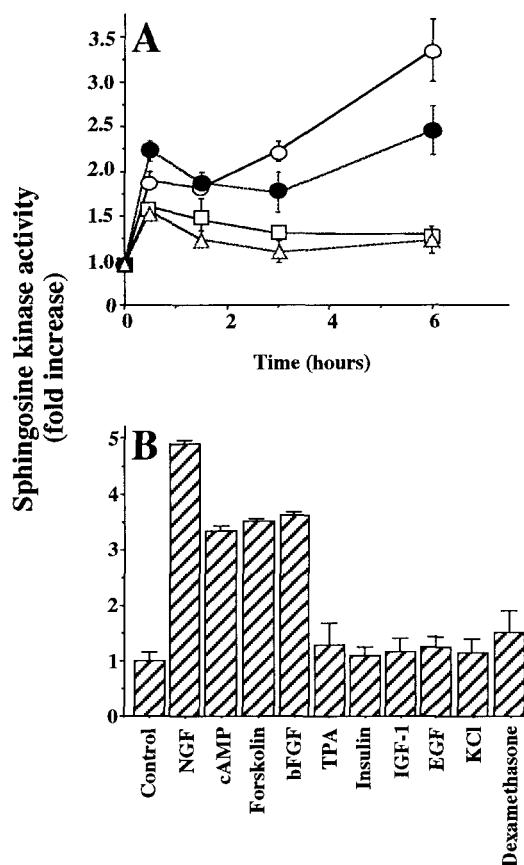 A
3.5
3.0
2.5
2.0
1.5
1.0
0
0 2 4 6
Time (hours)
Sphingosine kinase activity
(fold increase)
B
5
4
3
2
1
0
Control
NGF
cAMP
Forskolin
bFGF
TPA
Insulin
IGF-1
EGF
KCl
Dexamethasone